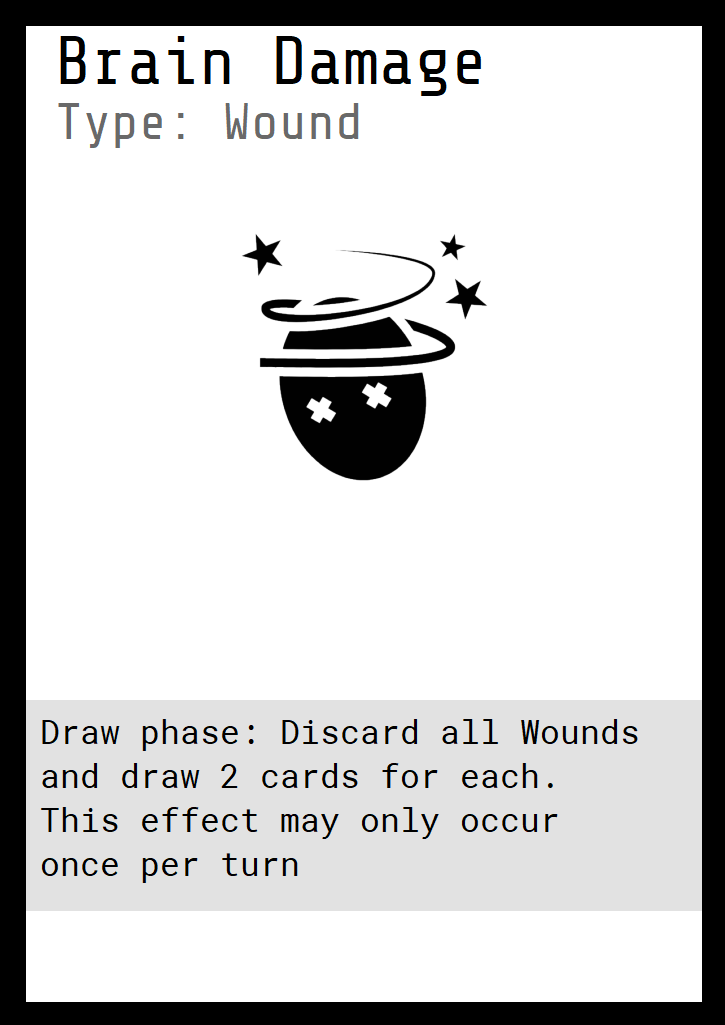 Brain Damage
Type: Wound
Draw phase: Discard all Wounds
and draw 2 cards for each.
This effect may only occur
once per turn